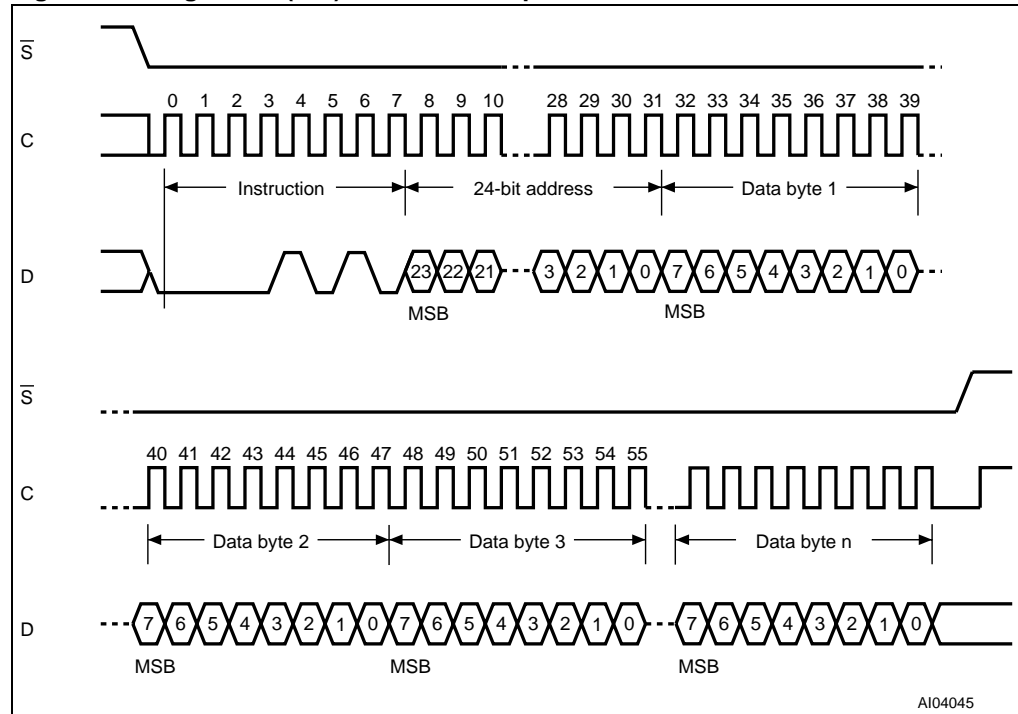 S
0 1 2 3 4 5 6 7 8 9 10 28 29 30 31 32 33 34 35 36 37 38 39
C
Instruction 24-bit address Data byte 1
D 23 22 21 3 2 1 0 7 6 5 4 3 2 1 0
MSB MSB
S
40 41 42 43 44 45 46 47 48 49 50 51 52 53 54 55
C
Data byte 2 Data byte 3 Data byte n
D 7 6 5 4 3 2 1 0 7 6 5 4 3 2 1 0 7 6 5 4 3 2 1 0
MSB MSB MSB
AI04045